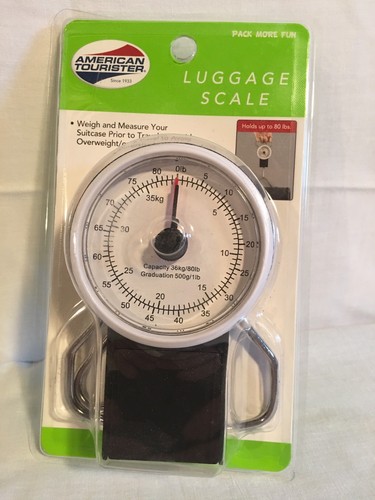 PACK MORE FUN
AMERICAN
TOURISTER
Since 1933
LUGGAGE
SCALE
• Weigh and Measure Your
Suitcase Prior to
Overweight/
Holds up to 80 lbs.
0lb
5
10
15
20
25
30
35
40
45
50
55
60
65
70
75
80
35kg
5
10
15
20
25
30
Capacity 36kg/80lb
Graduation 500g/1lb